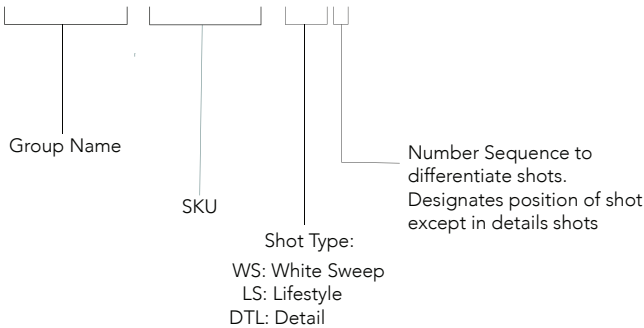 Group Name
SKU
Shot Type:
WS: White Sweep
LS: Lifestyle
DTL: Detail
Number Sequence to
differentiate shots.
Designates position of shot
except in details shots